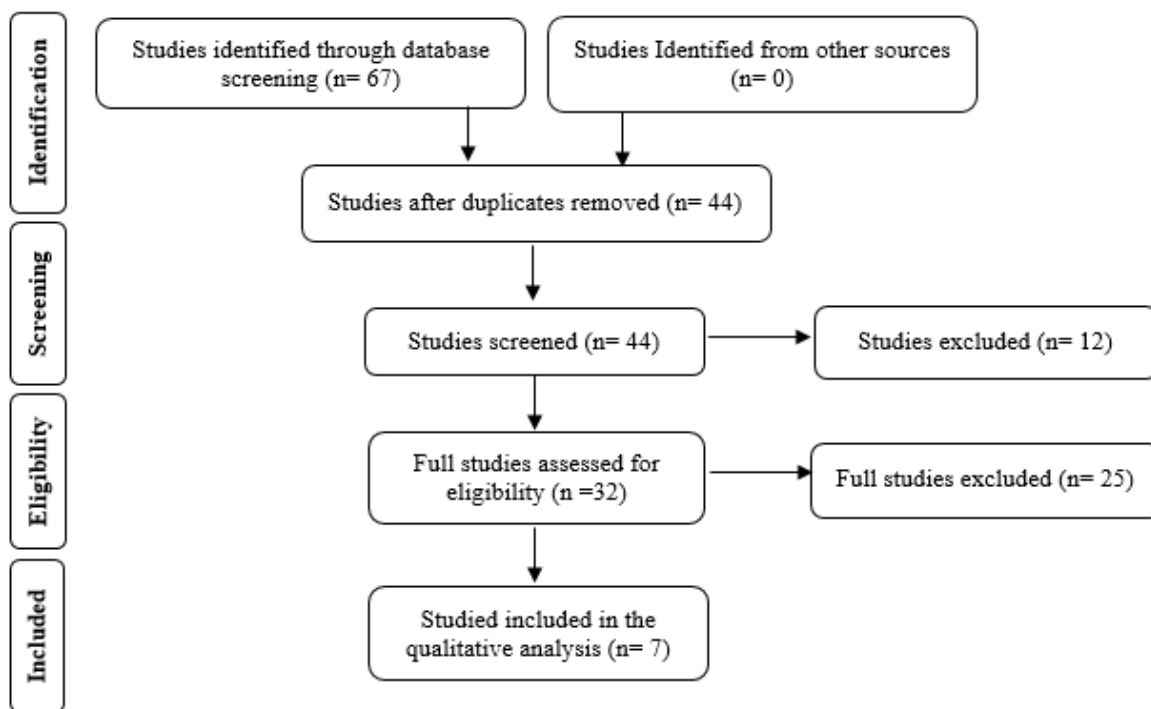 Identification
Studies identified through database
screening (n= 67)
Studies Identified from other sources
(n= 0)
Studies after duplicates removed (n= 44)
Screening
Studies screened (n= 44)
Studies excluded (n= 12)
Eligibility
Full studies assessed for
eligibility (n =32)
Full studies excluded (n= 25)
Included
Studied included in the
qualitative analysis (n= 7)